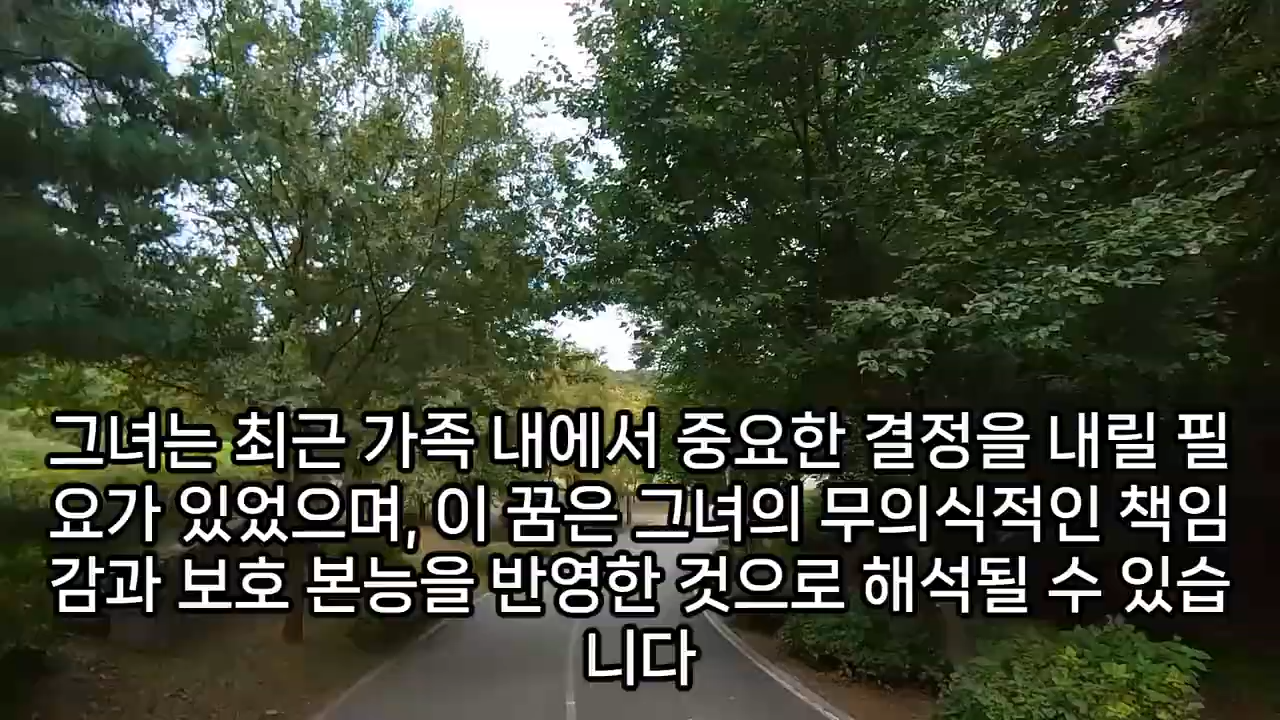 그녀는 최근 가족 내에서 중요한 결정을 내릴 필
요가 있었으며, 이 꿈은 그녀의 무의식적인 책임
감과 보호 본능을 반영한 것으로 해석될 수 있습
니다